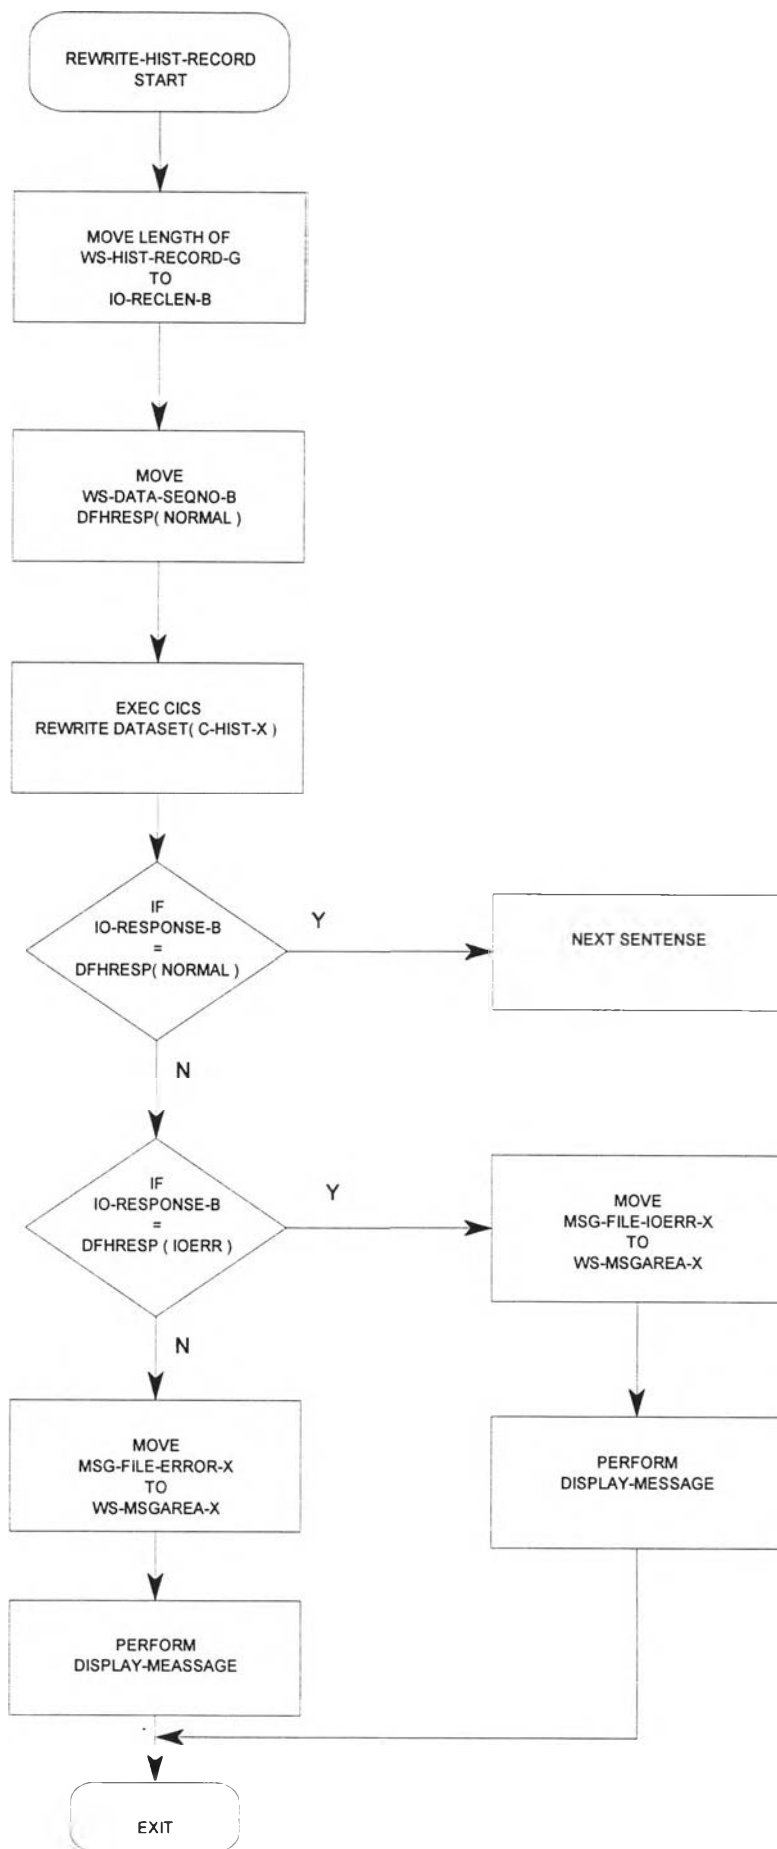 REWRITE-HIST-RECORD
START
MOVE LENGTH OF
WS-HIST-RECORD-G
TO
IO-RECLEN-B
MOVE
WS-DATA-SEQNO-B
DFHRESP( NORMAL )
EXEC CICS
REWRITE DATASET( C-HIST-X )
IF
IO-RESPONSE-B
=
DFHRESP( NORMAL )
Y
NEXT SENTENSE
N
IF
IO-RESPONSE-B
=
DFHRESP ( IOERR )
Y
MOVE
MSG-FILE-IOERR-X
TO
WS-MSGAREA-X
N
MOVE
MSG-FILE-ERROR-X
TO
WS-MSGAREA-X
PERFORM
DISPLAY-MESSAGE
PERFORM
DISPLAY-MEASSAGE
EXIT